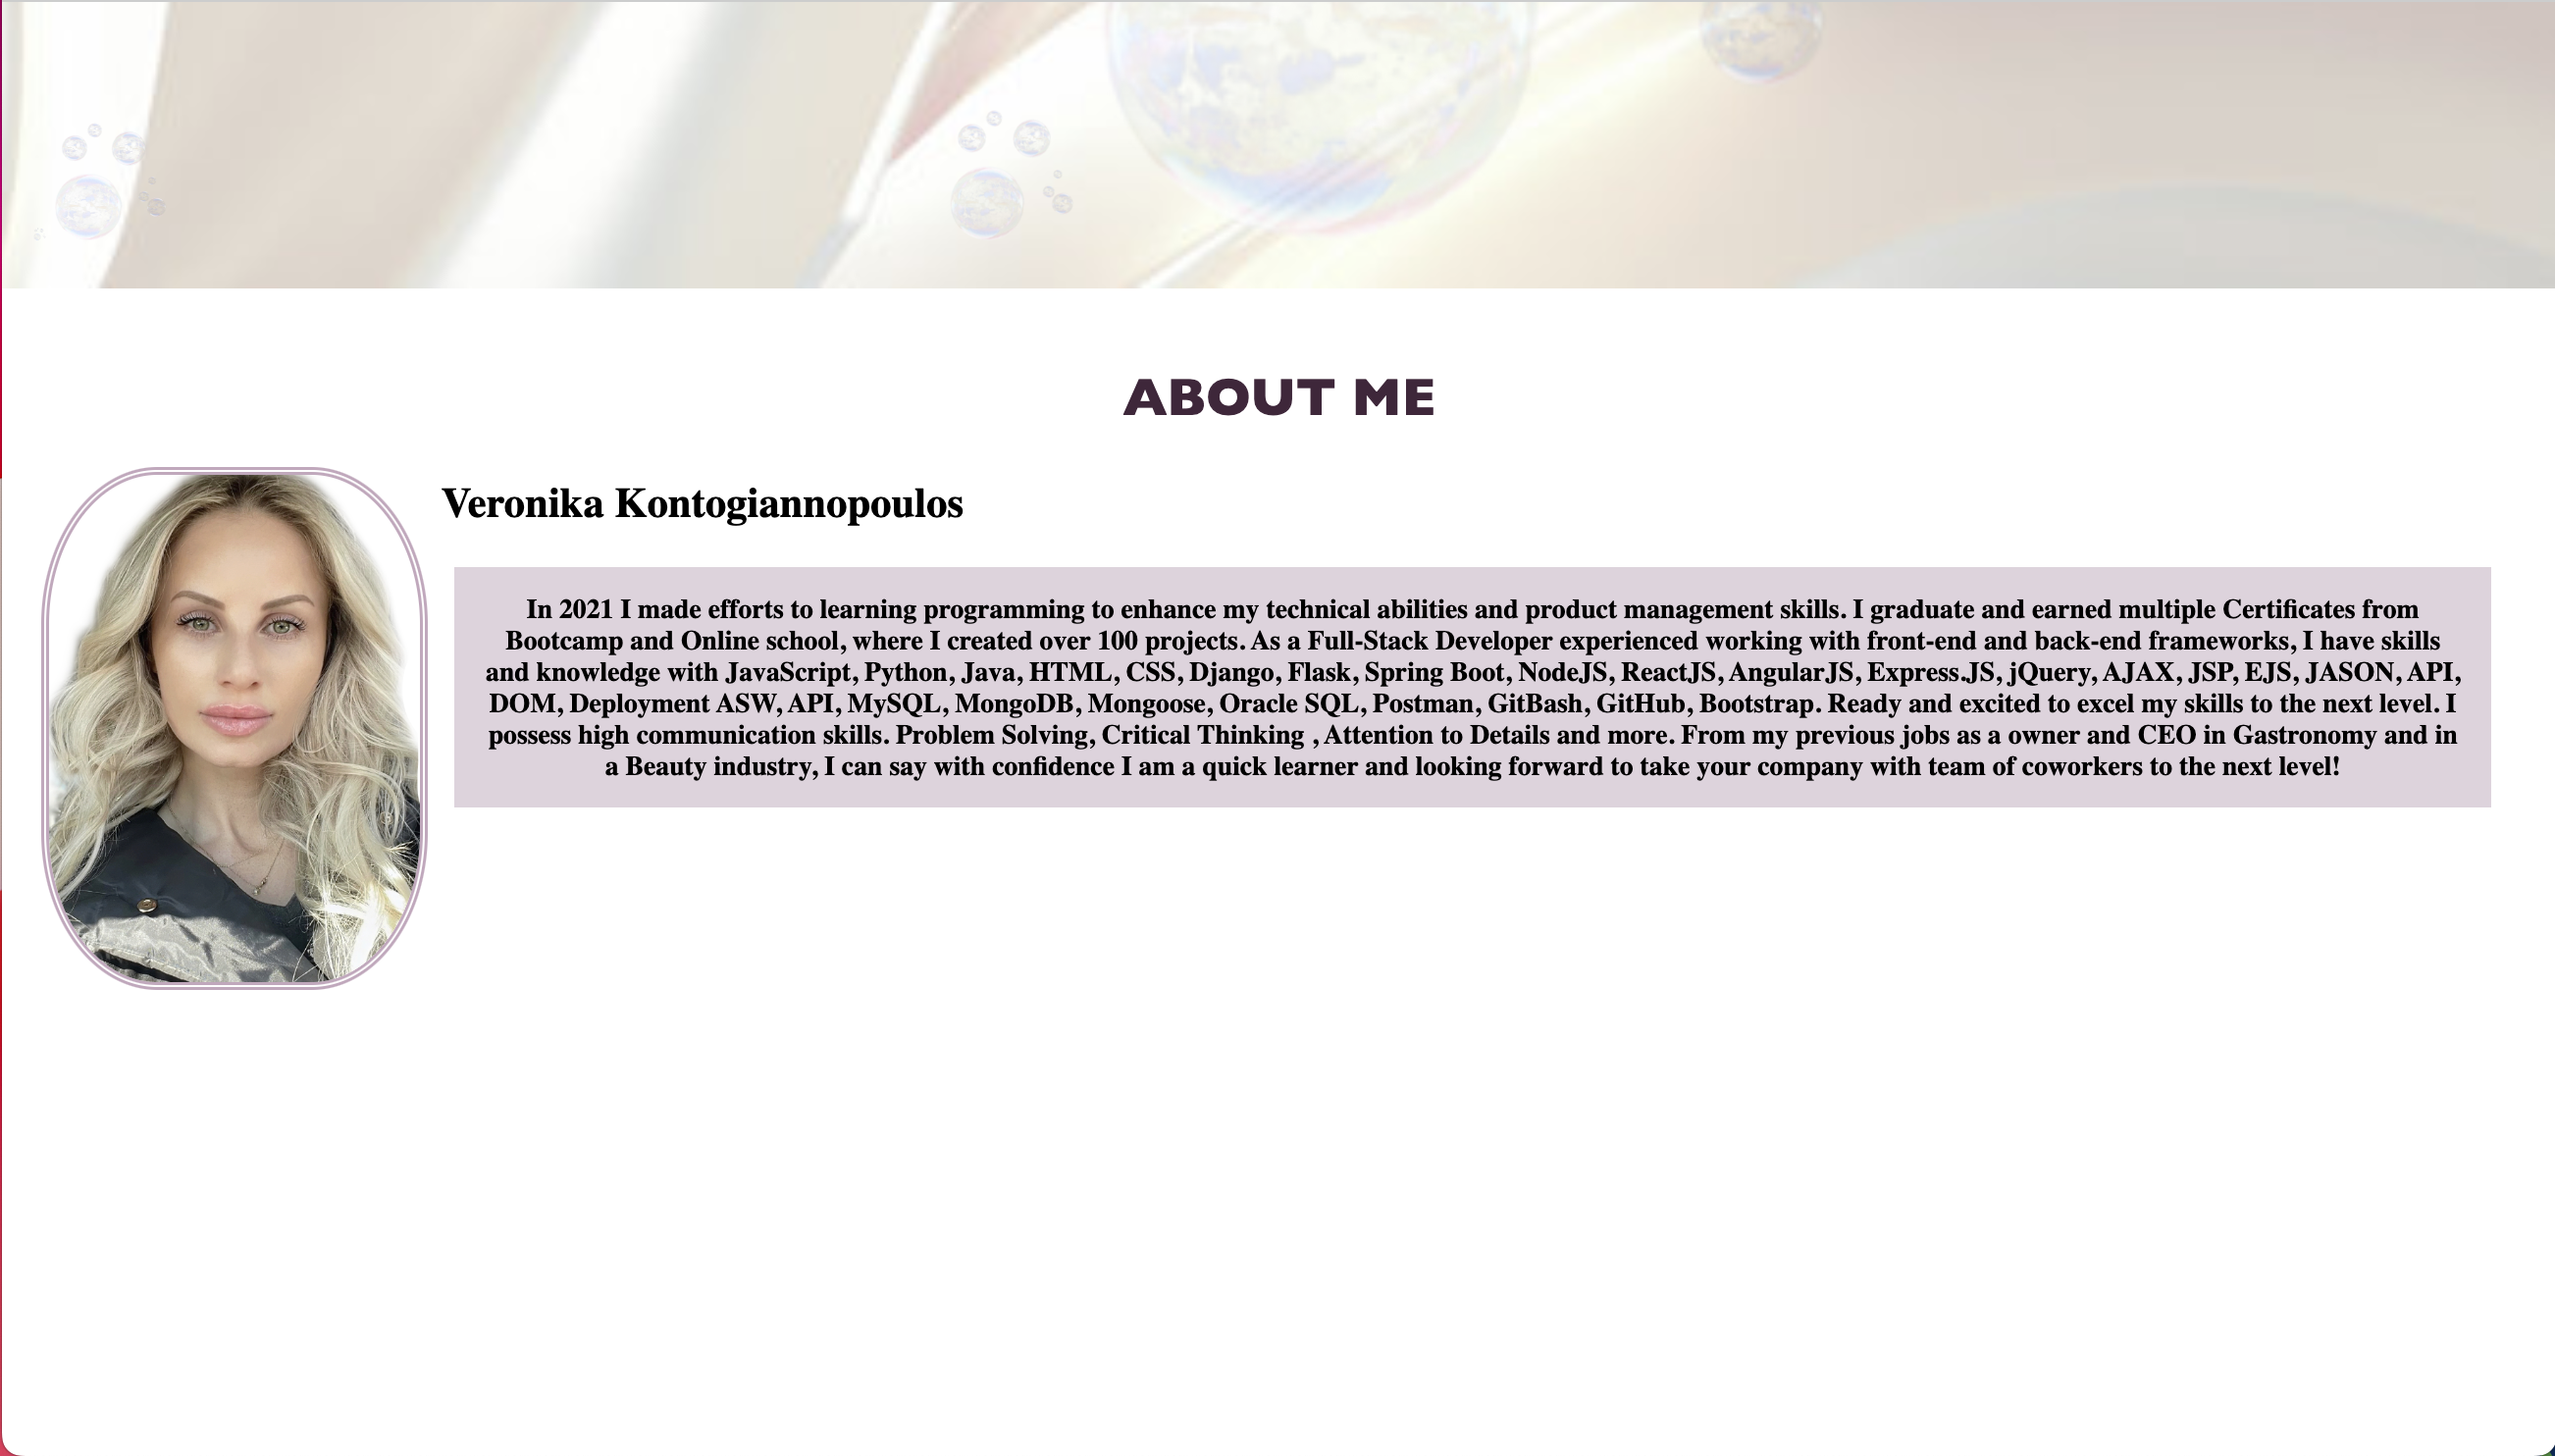 ABOUT ME
Veronika Kontogiannopoulos
In 2021 I made efforts to learning programming to enhance my technical abilities and product management skills. I graduate and earned multiple Certificates from
Bootcamp and Online school, where I created over 100 projects. As a Full-Stack Developer experienced working with front-end and back-end frameworks, I have skills
and knowledge with JavaScript, Python, Java, HTML, CSS, Django, Flask, Spring Boot, NodeJS, ReactJS, AngularJS, Express.JS, jQuery, AJAX, JSP, EJS, JASON, API,
DOM, Deployment ASW, API, MySQL, MongoDB, Mongoose, Oracle SQL, Postman, GitBash, GitHub, Bootstrap. Ready and excited to excel my skills to the next level. I
possess high communication skills. Problem Solving, Critical Thinking , Attention to Details and more. From my previous jobs as a owner and CEO in Gastronomy and in
a Beauty industry, I can say with confidence I am a quick learner and looking forward to take your company with team of coworkers to the next level!